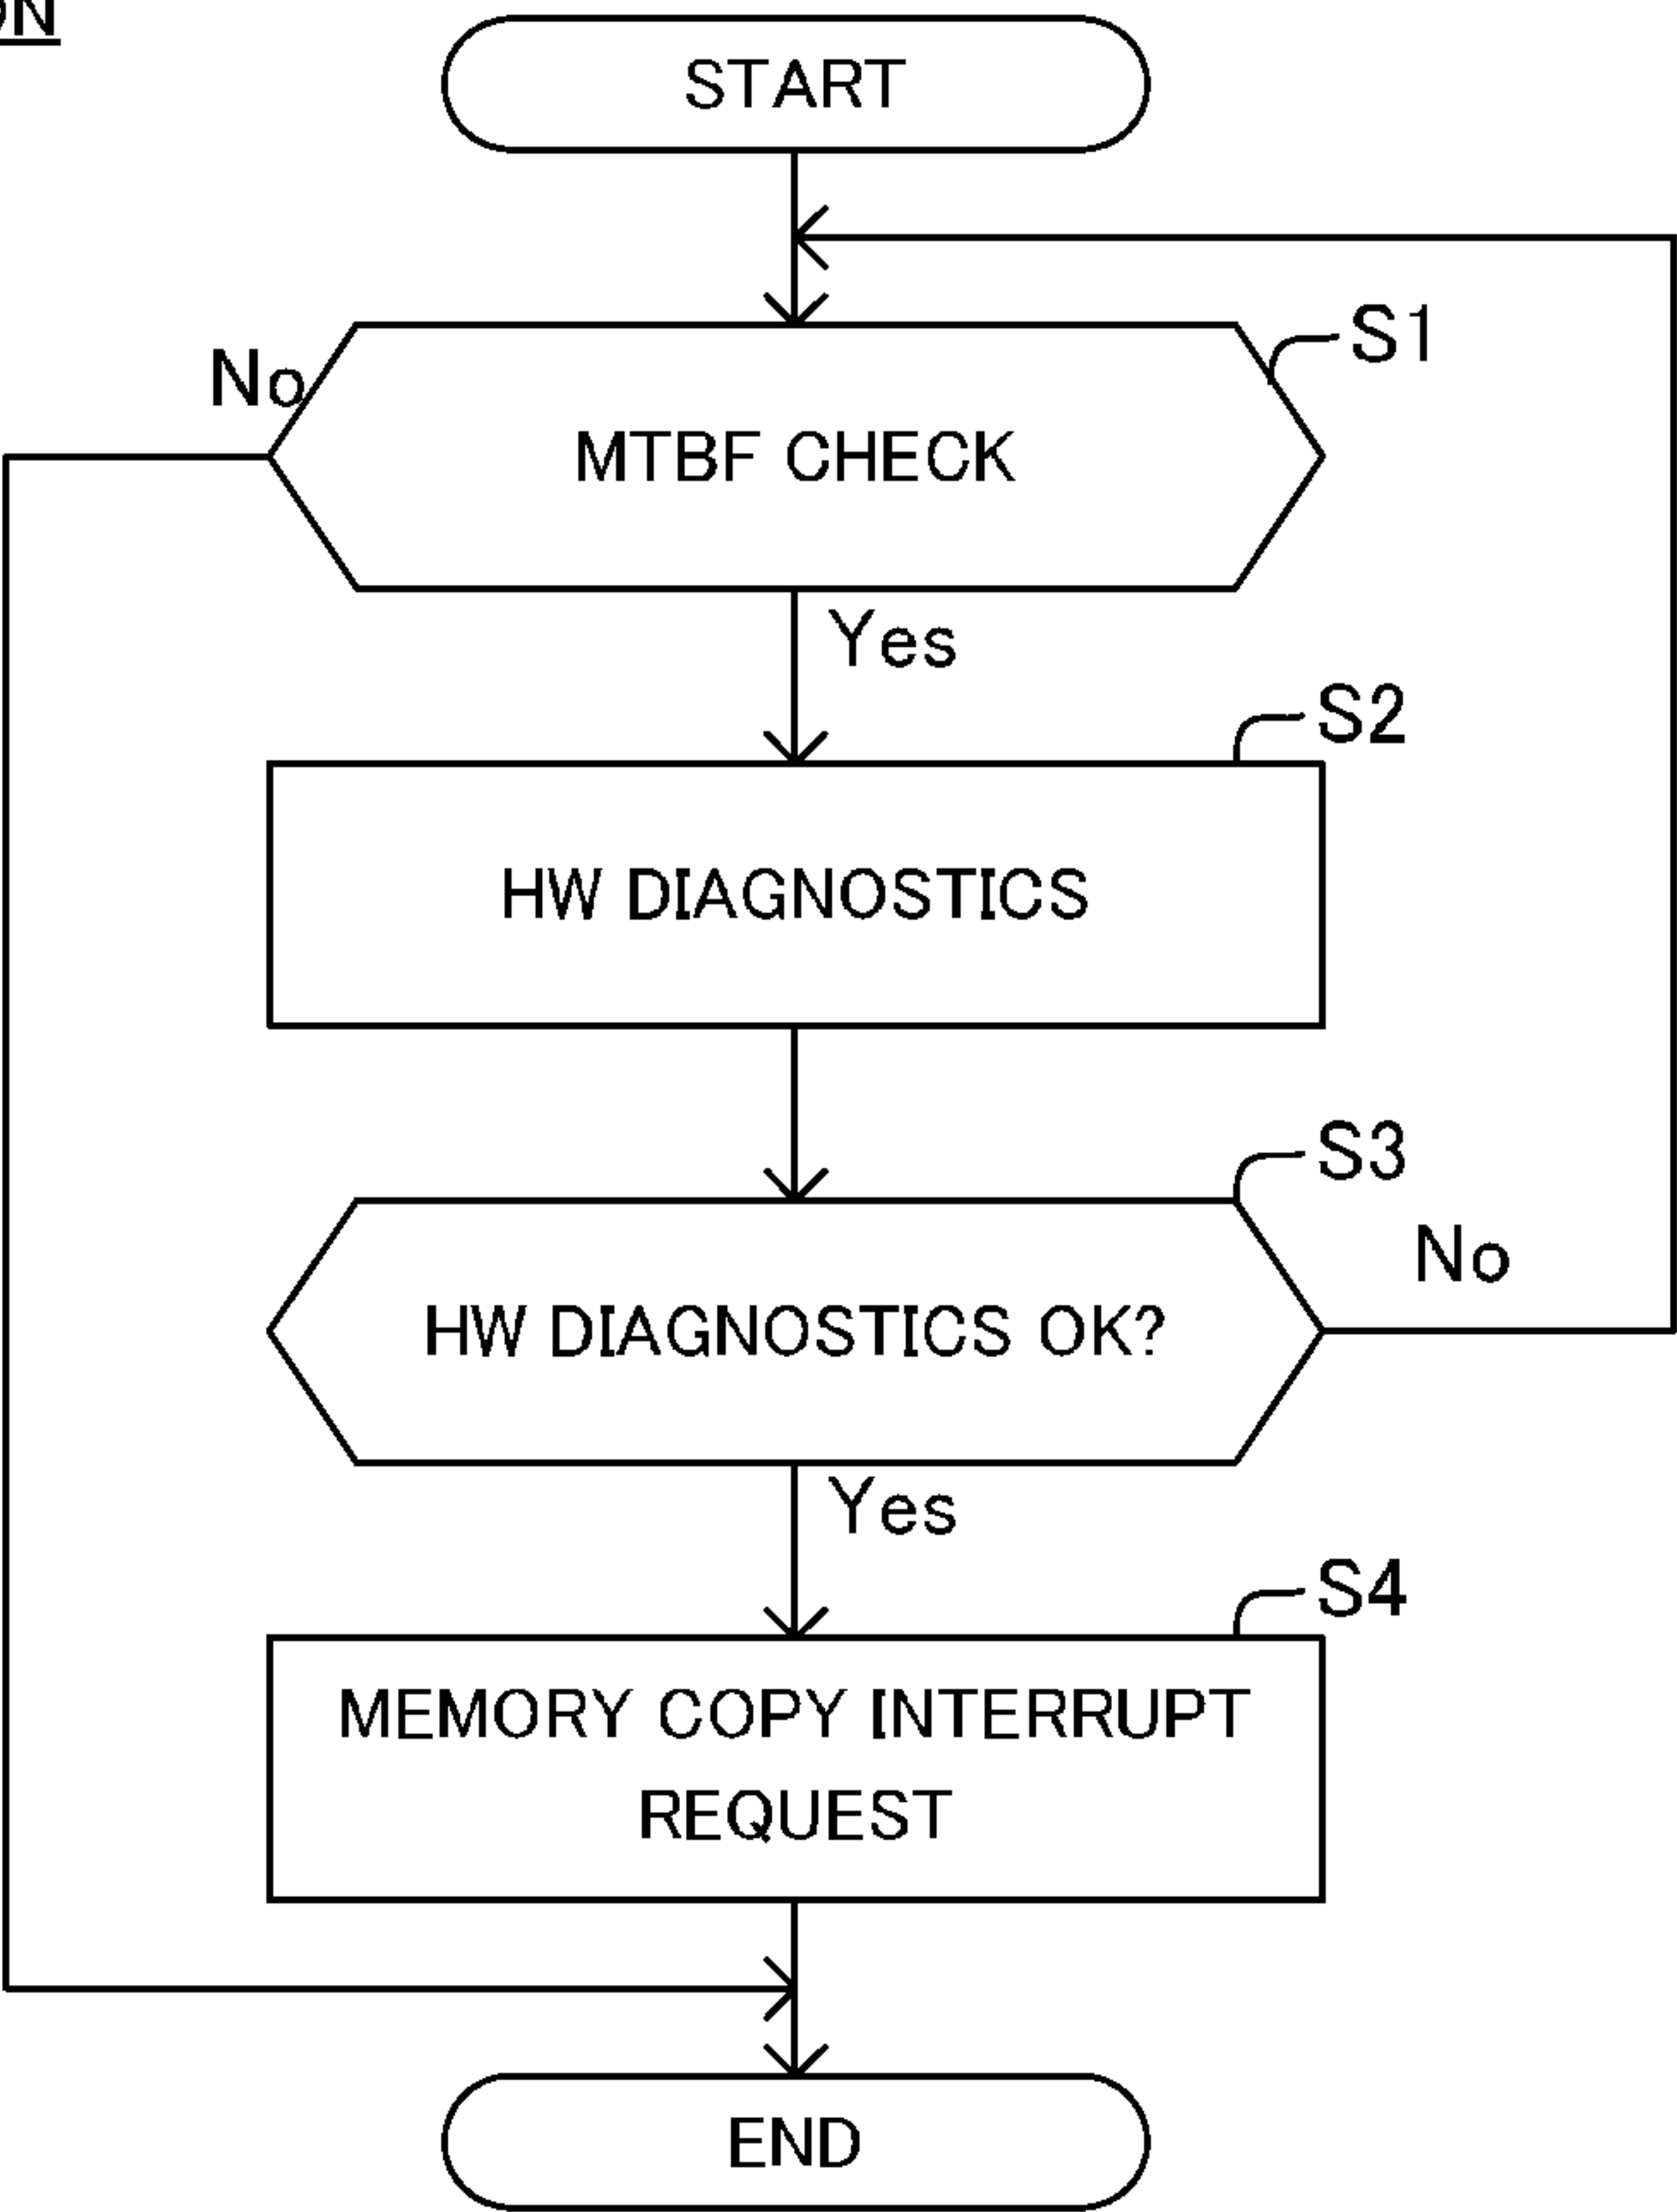 START
S1
No
MTBF CHECK
Yes
S2
HW DIAGNOSTICS
S3
No
HW DIAGNOSTICS OK?
Yes
S4
MEMORY COPY INTERRUPT
REQUEST
END